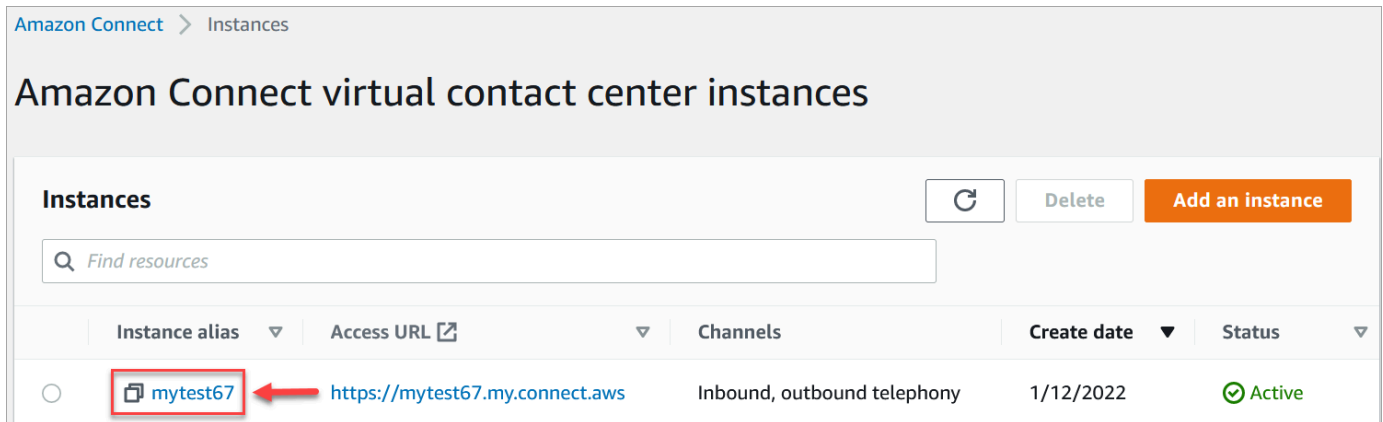 Amazon Connect > Instances
Amazon Connect virtual contact center instances
Instances Delete Add an instance
Find resources
Instance alias Access URL Channels Create date Status
mytest67 https://mytest67.my.connect.aws Inbound, outbound telephony 1/12/2022 Active